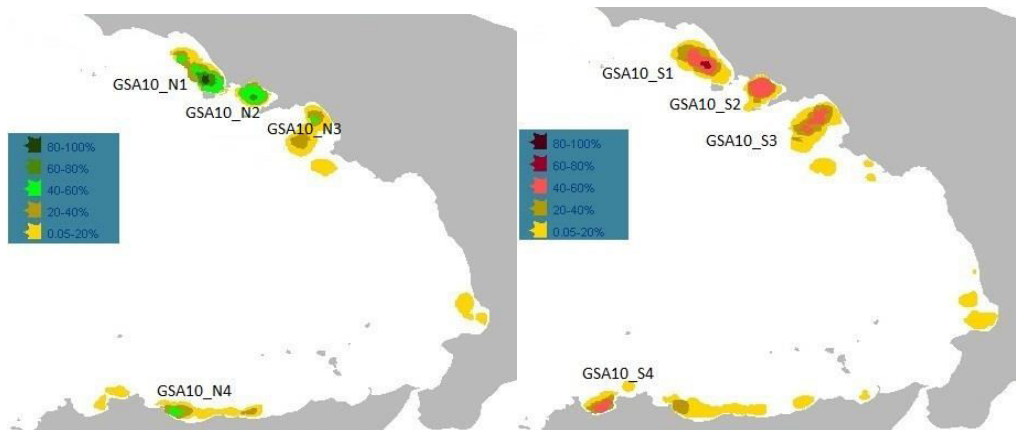 GSA10_N1
GSA10_N2
GSA10_N3
80-100%
60-80%
40-60%
20-40%
0.05-20%
GSA10_N4
GSA10_S1
GSA10_S2
GSA10_S3
80-100%
60-80%
40-60%
20-40%
0.05-20%
GSA10_S4